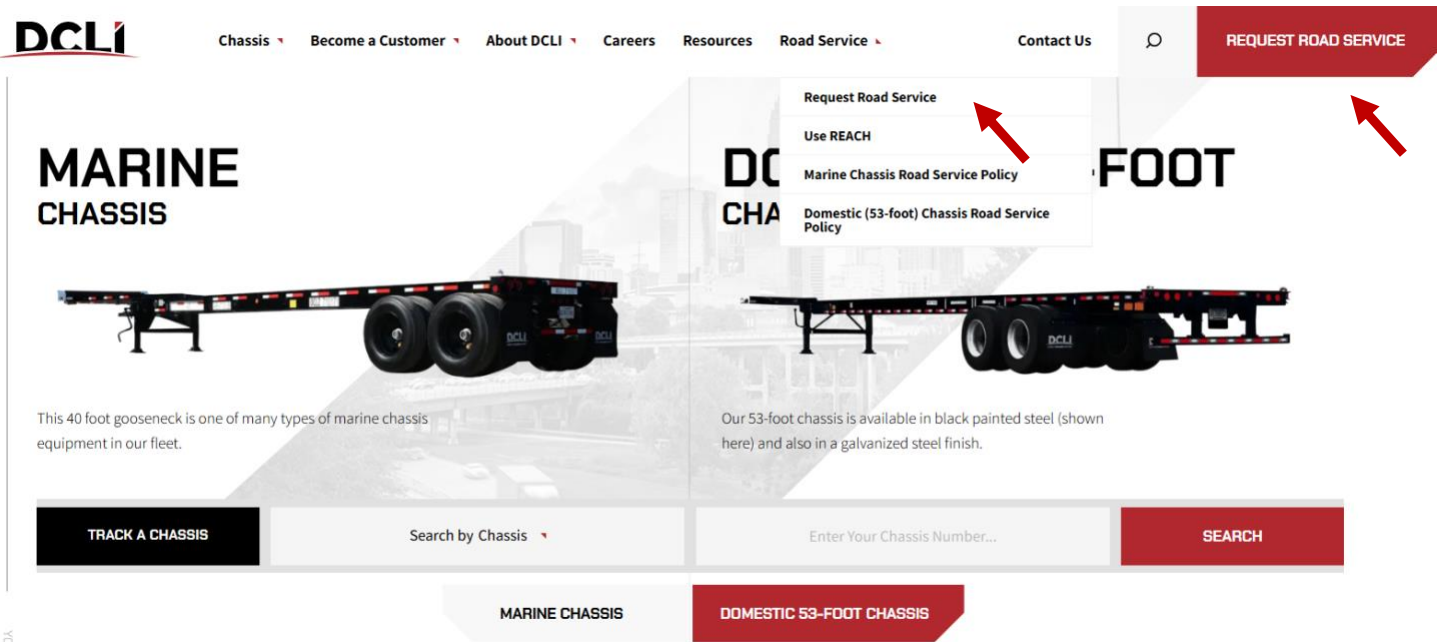 DCLI
Chassis
Become a Customer
About DCLI
Careers
Resources
Road Service
Contact Us
REQUEST ROAD SERVICE
Request Road Service
Use REACH
Marine Chassis Road Service Policy
Domestic (53-foot) Chassis Road Service
Policy
MARINE
CHASSIS
This 40 foot gooseneck is one of many types of marine chassis
equipment in our fleet.
-FOOT
Our 53-foot chassis is available in black painted steel (shown
here) and also in a galvanized steel finish.
DCLI
DCLI
DCLI
TRACK A CHASSIS
Search by Chassis
Enter Your Chassis Number...
SEARCH
MARINE CHASSIS
DOMESTIC 53-FOOT CHASSIS